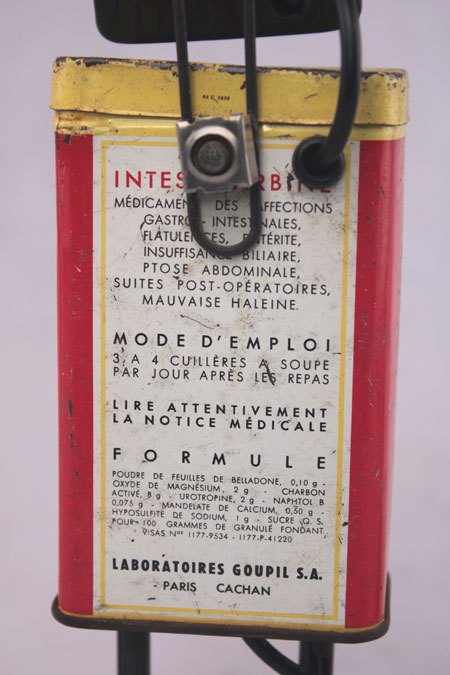 MÉDICAMENT DES AFFECTIONS
GASTRO-INTESTINALES,
FLATULENCES, ENTÉRITE,
INSUFFISANCE BILIAIRE,
PTOSE ABDOMINALE,
SUITES POST-OPÉRATOIRES,
MAUVAISE HALEINE.
MODE D'EMPLOI
3 A 4 CUILLÈRES A SOUPE
PAR JOUR APRÈS LES REPAS
LIRE ATTENTIVEMENT
LA NOTICE MÉDICALE
FORMULE
POUDRE DE FEUILLES DE BELLADONE, 0,10 g -
OXYDE DE MAGNÉSIUM, 2 g - CHARBON
ACTIVÉ, 8 g - UROTROPINE, 2 g - NAPHTOL B
0,075 g - MANDELATE DE CALCIUM, 0,50 g -
HYPOSULFITE DE SODIUM, 1 g - SUCRE Q.S.
POUR 100 GRAMMES DE GRANULÉ FONDANT.
VISAS Nos 1177-9534 - 1177-P-41220
LABORATOIRES GOUPIL S.A.
PARIS CACHAN